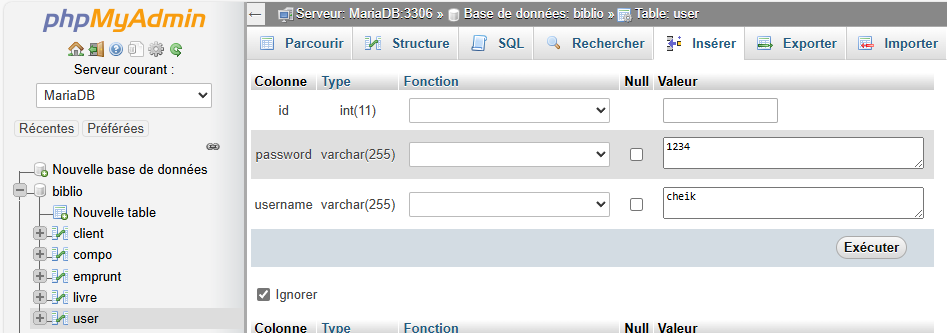 phpMyAdmin
Serveur courant :
MariaDB
Récentes Préférées
Nouvelle base de données
biblio
Nouvelle table
client
compo
emprunt
livre
user
Serveur: MariaDB:3306 » Base de données: biblio » Table: user
Parcourir Structure SQL Rechercher Insérer Exporter Importer
Colonne Type Fonction Null Valeur
id int(11)
password varchar(255) 1234
username varchar(255) cheik
Exécuter
Ignorer
Colonne Type Fonction Null Valeur